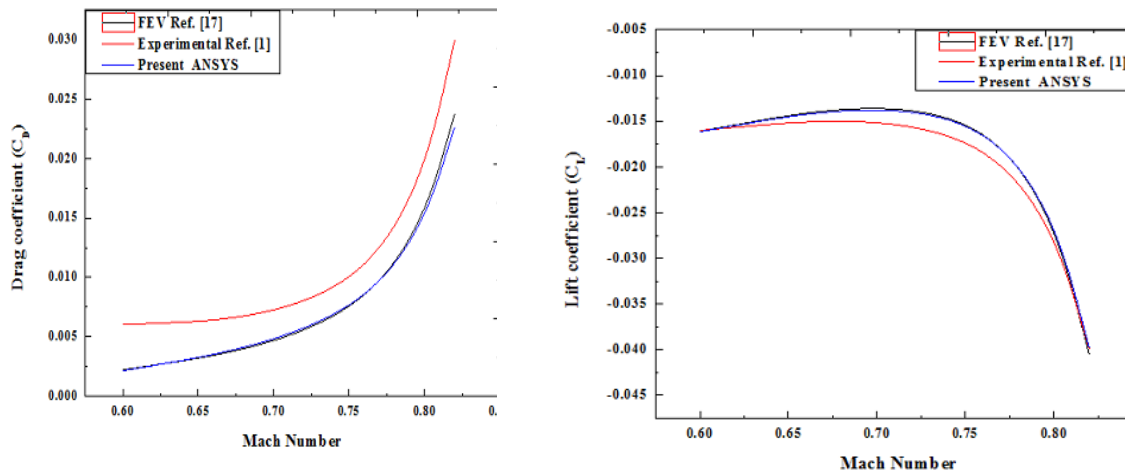 FEV Ref. [17]
Experimental Ref. [1]
Present ANSYS
0.030
0.025
0.020
0.015
0.010
0.005
0.000
Drag coefficient (C_D)
0.60
0.65
0.70
0.75
0.80
0.
Mach Number
FEV Ref. [17]
Experimental Ref. [1]
Present ANSYS
-0.005
-0.010
-0.015
-0.020
-0.025
-0.030
-0.035
-0.040
-0.045
Lift coefficient (C_L)
0.60
0.65
0.70
0.75
0.80
Mach Number